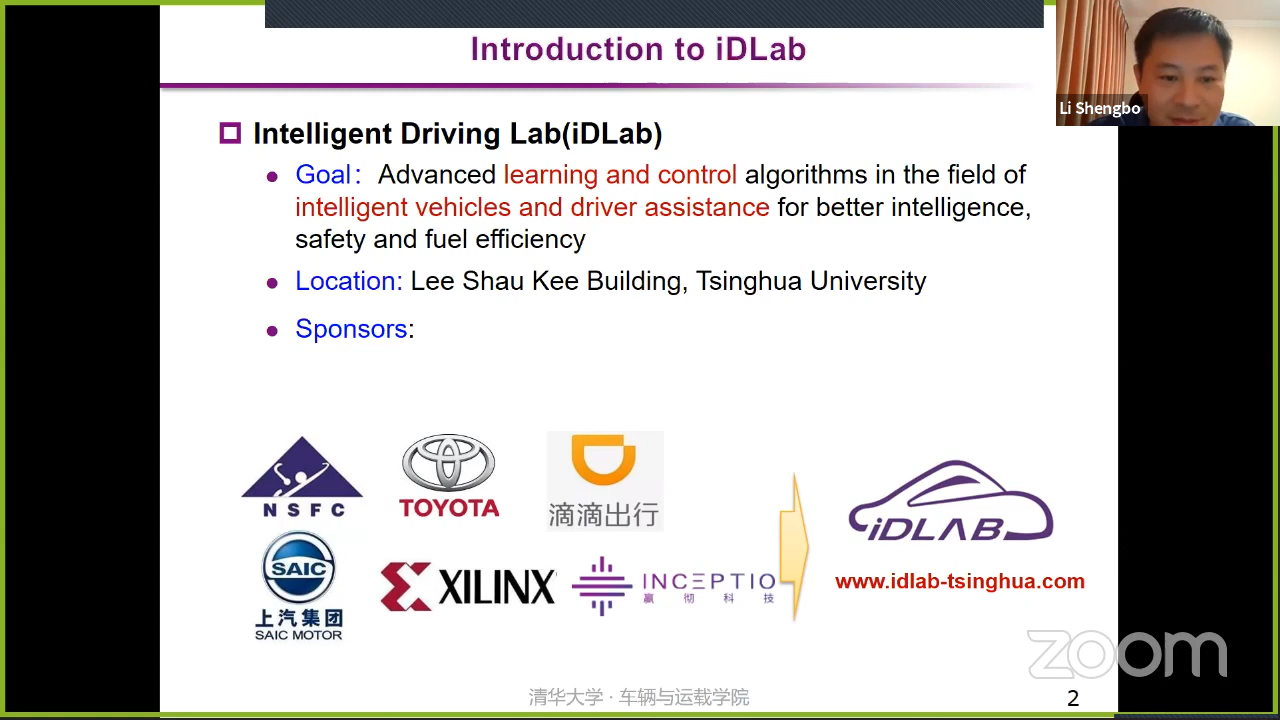 Introduction to iDLab
Li Shengbo
Intelligent Driving Lab(iDLab)
Goal： Advanced learning and control algorithms in the field of
intelligent vehicles and driver assistance for better intelligence,
safety and fuel efficiency
Location: Lee Shau Kee Building, Tsinghua University
Sponsors:
NSFC
TOYOTA
滴滴出行
iDLAB
SAIC
上汽集团
SAIC MOTOR
XILINX
INCEPTIO
赢彻科技
www.idlab-tsinghua.com
zoom
清华大学·车辆与运载学院
2